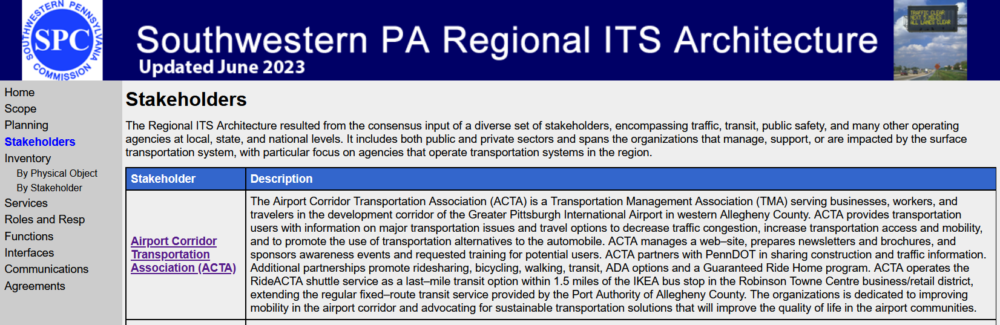 SOUTHWESTERN PENNSYLVANIA
SPC
COMMISSION
Southwestern PA Regional ITS Architecture
Updated June 2023
TRAFFIC CLEAR
NEXT 5 MILES
ALL LANES CLEAR
Home
Scope
Planning
Stakeholders
Inventory
By Physical Object
By Stakeholder
Services
Roles and Resp
Functions
Interfaces
Communications
Agreements
Stakeholders
The Regional ITS Architecture resulted from the consensus input of a diverse set of stakeholders, encompassing traffic, transit, public safety, and many other operating
agencies at local, state, and national levels. It includes both public and private sectors and spans the organizations that manage, support, or are impacted by the surface
transportation system, with particular focus on agencies that operate transportation systems in the region.
Stakeholder
Description
Airport Corridor
Transportation
Association (ACTA)
The Airport Corridor Transportation Association (ACTA) is a Transportation Management Association (TMA) serving businesses, workers, and
travelers in the development corridor of the Greater Pittsburgh International Airport in western Allegheny County. ACTA provides transportation
users with information on major transportation issues and travel options to decrease traffic congestion, increase transportation access and mobility,
and to promote the use of transportation alternatives to the automobile. ACTA manages a web–site, prepares newsletters and brochures, and
sponsors awareness events and requested training for potential users. ACTA partners with PennDOT in sharing construction and traffic information.
Additional partnerships promote ridesharing, bicycling, walking, transit, ADA options and a Guaranteed Ride Home program. ACTA operates the
RideACTA shuttle service as a last–mile transit option within 1.5 miles of the IKEA bus stop in the Robinson Towne Centre business/retail district,
extending the regular fixed–route transit service provided by the Port Authority of Allegheny County. The organizations is dedicated to improving
mobility in the airport corridor and advocating for sustainable transportation solutions that will improve the quality of life in the airport communities.